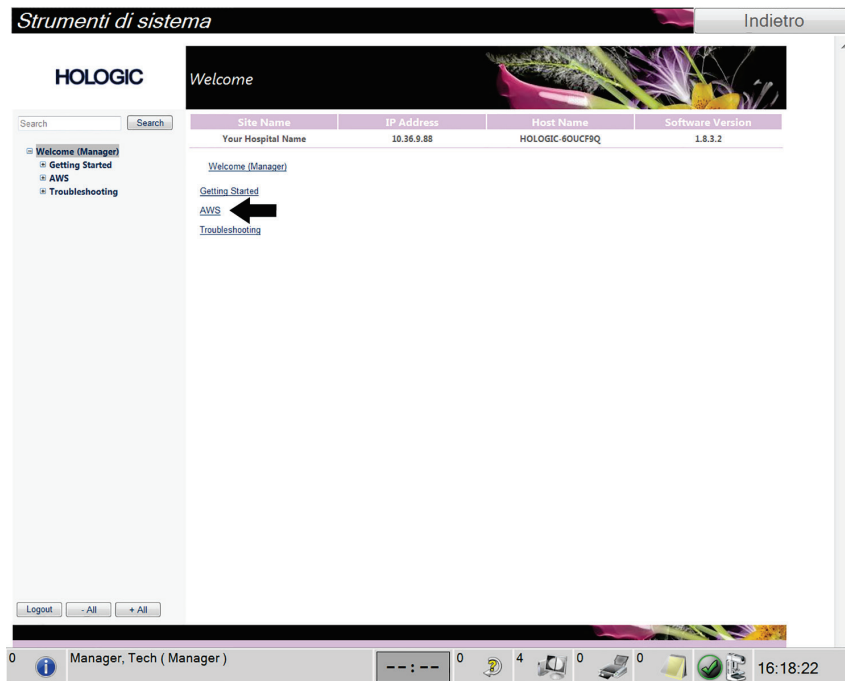 Strumenti di sistema
Indietro
HOLOGIC
Welcome
Search
Search
Site Name IP Address Host Name Software Version
Your Hospital Name 10.36.9.88 HOLOGIC-6OUCF9Q 1.8.3.2
Welcome (Manager)
Getting Started
AWS
Troubleshooting
Welcome (Manager)
Getting Started
AWS
Troubleshooting
Logout - All + All
0 Manager, Tech ( Manager ) --:-- 0 4 0 0 16:18:22